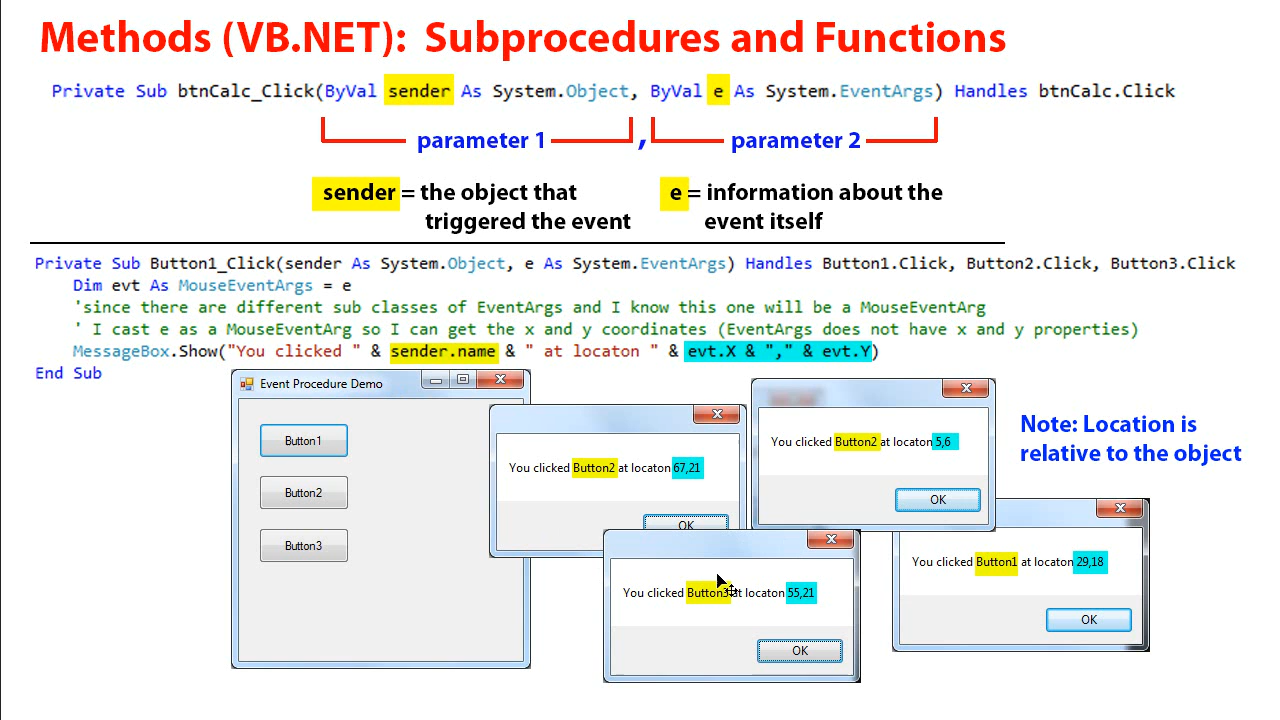 Methods (VB.NET):  Subprocedures and Functions
Private Sub btnCalc_Click(ByVal sender As System.Object, ByVal e As System.EventArgs) Handles btnCalc.Click
parameter 1 , parameter 2
sender = the object that
triggered the event
e = information about the
event itself
Private Sub Button1_Click(sender As System.Object, e As System.EventArgs) Handles Button1.Click, Button2.Click, Button3.Click
Dim evt As MouseEventArgs = e
'since there are different sub classes of EventArgs and I know this one will be a MouseEventArg
' I cast e as a MouseEventArg so I can get the x and y coordinates (EventArgs does not have x and y properties)
MessageBox.Show("You clicked " & sender.name & " at locaton " & evt.X & "," & evt.Y)
End Sub
Event Procedure Demo
Button1
Button2
Button3
You clicked Button2 at locaton 67,21
OK
You clicked Button2 at locaton 5,6
OK
Note: Location is
relative to the object
You clicked Button3 at locaton 55,21
OK
You clicked Button1 at locaton 29,18
OK